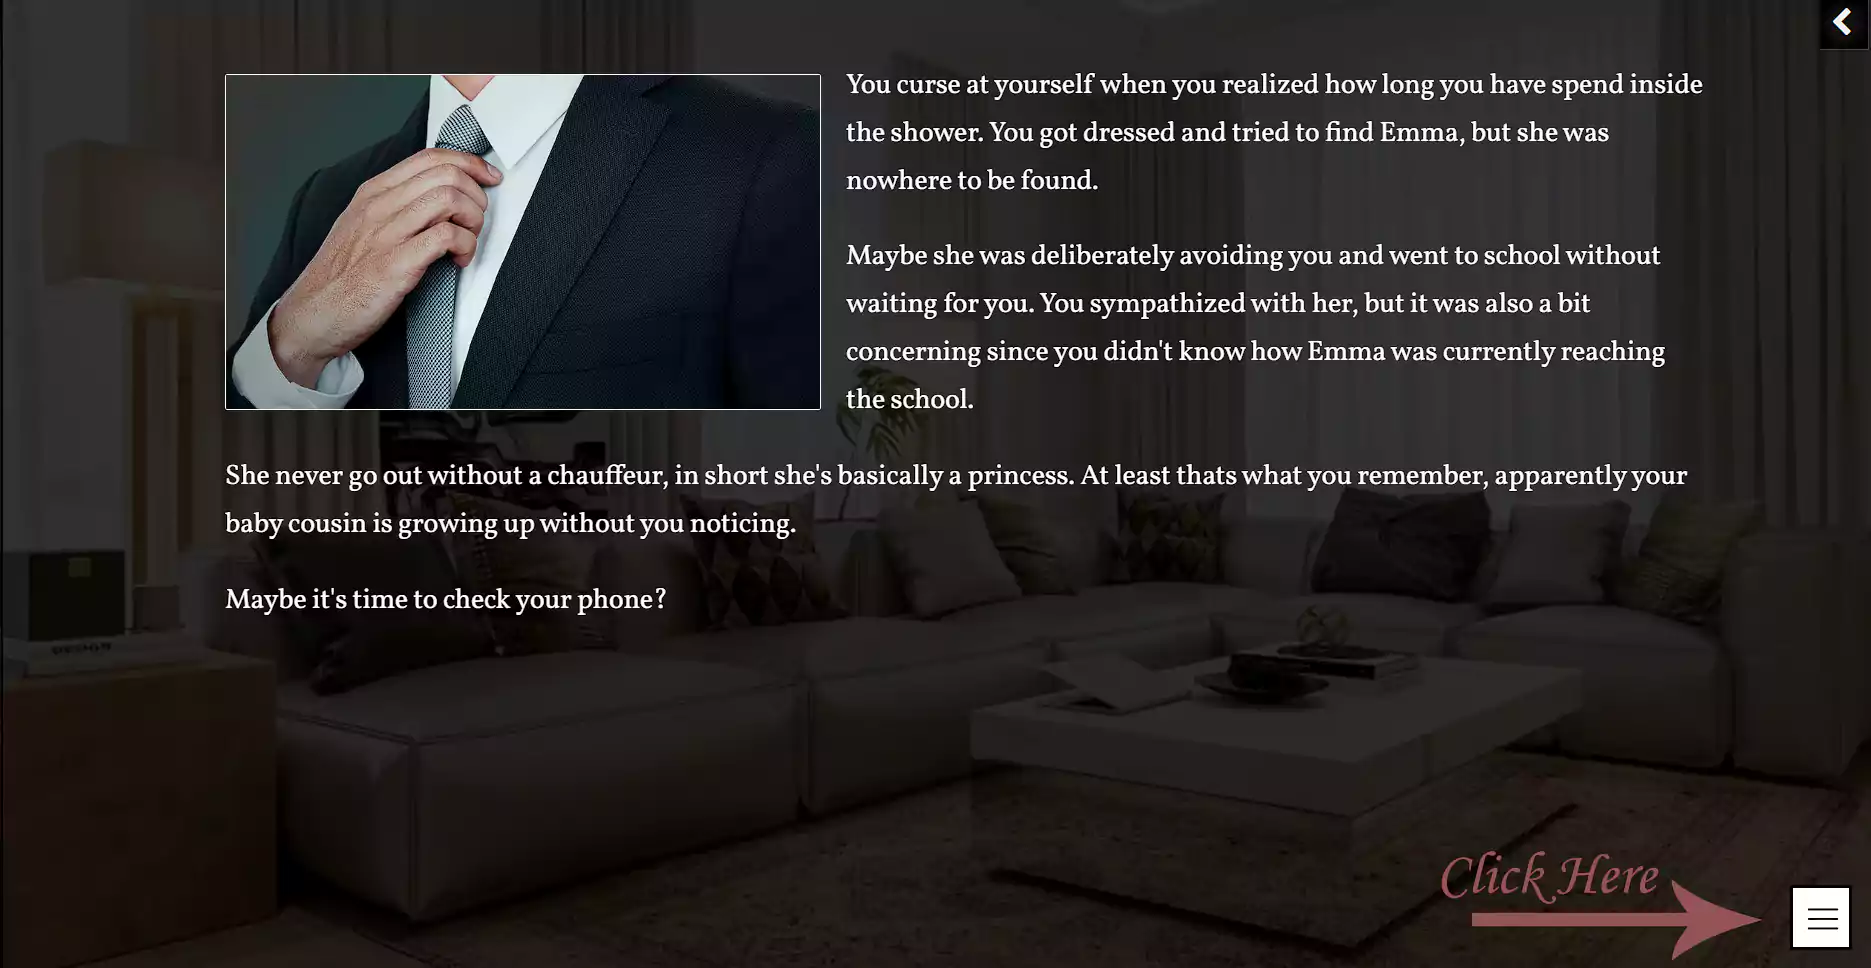 You curse at yourself when you realized how long you have spend inside
the shower. You got dressed and tried to find Emma, but she was
nowhere to be found.
Maybe she was deliberately avoiding you and went to school without
waiting for you. You sympathized with her, but it was also a bit
concerning since you didn't know how Emma was currently reaching
the school.
She never go out without a chauffeur, in short she's basically a princess. At least thats what you remember, apparently your
baby cousin is growing up without you noticing.
Maybe it's time to check your phone?
DESIGN
Click Here